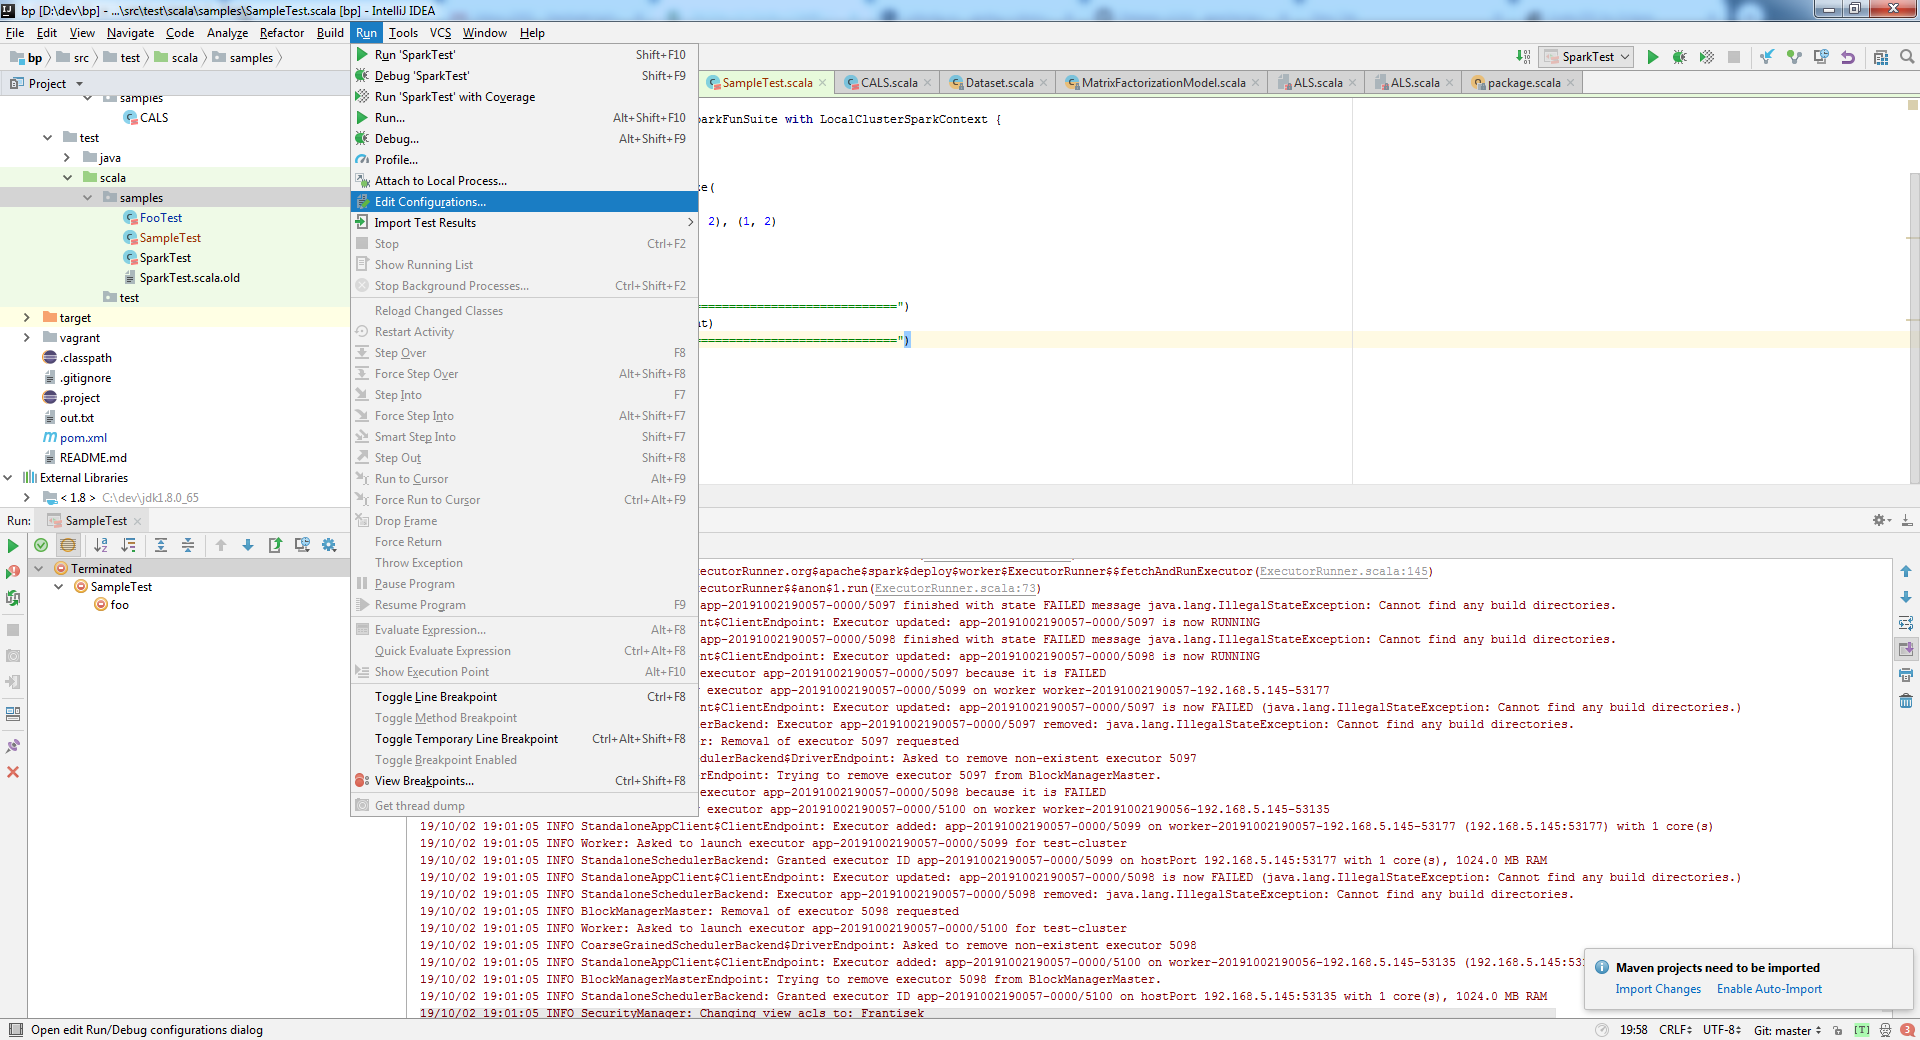 bp [D:\dev\bp] - ...\src\test\scala\samples\SampleTest.scala [bp] - IntelliJ IDEA
File Edit View Navigate Code Analyze Refactor Build Run Tools VCS Window Help
bp src test scala samples
SparkTest
Project
SampleTest.scala CALS.scala Dataset.scala MatrixFactorizationModel.scala ALS.scala ALS.scala package.scala
samples
CALS
test
java
scala
samples
FooTest
SampleTest
SparkTest
SparkTest.scala.old
test
target
vagrant
.classpath
.gitignore
.project
out.txt
pom.xml
README.md
External Libraries
< 1.8 > C:\dev\jdk1.8.0_65
Run 'SparkTest' Shift+F10
Debug 'SparkTest' Shift+F9
Run 'SparkTest' with Coverage
Run... Alt+Shift+F10
Debug... Alt+Shift+F9
Profile...
Attach to Local Process...
Edit Configurations...
Import Test Results
Stop Ctrl+F2
Show Running List
Stop Background Processes... Ctrl+Shift+F2
Reload Changed Classes
Restart Activity
Step Over F8
Force Step Over Alt+Shift+F8
Step Into F7
Force Step Into Alt+Shift+F7
Smart Step Into Shift+F7
Step Out Shift+F8
Run to Cursor Alt+F9
Force Run to Cursor Ctrl+Alt+F9
Drop Frame
Force Return
Throw Exception
Pause Program
Resume Program F9
Evaluate Expression... Alt+F8
Quick Evaluate Expression Ctrl+Alt+F8
Show Execution Point Alt+F10
Toggle Line Breakpoint Ctrl+F8
Toggle Method Breakpoint
Toggle Temporary Line Breakpoint Ctrl+Alt+Shift+F8
Toggle Breakpoint Enabled
View Breakpoints... Ctrl+Shift+F8
Get thread dump
arkFunSuite with LocalClusterSparkContext {
e(
2), (1, 2)
============================")
t)
============================")
Run: SampleTest
Terminated
SampleTest
foo
ecutorRunner.org$apache$spark$deploy$worker$ExecutorRunner$$fetchAndRunExecutor(ExecutorRunner.scala:145)
ecutorRunner$$anon$1.run(ExecutorRunner.scala:73)
app-20191002190057-0000/5097 finished with state FAILED message java.lang.IllegalStateException: Cannot find any build directories.
nt$ClientEndpoint: Executor updated: app-20191002190057-0000/5097 is now RUNNING
app-20191002190057-0000/5098 finished with state FAILED message java.lang.IllegalStateException: Cannot find any build directories.
nt$ClientEndpoint: Executor updated: app-20191002190057-0000/5098 is now RUNNING
executor app-20191002190057-0000/5097 because it is FAILED
executor app-20191002190057-0000/5099 on worker worker-20191002190057-192.168.5.145-53177
nt$ClientEndpoint: Executor updated: app-20191002190057-0000/5097 is now FAILED (java.lang.IllegalStateException: Cannot find any build directories.)
erBackend: Executor app-20191002190057-0000/5097 removed: java.lang.IllegalStateException: Cannot find any build directories.
r: Removal of executor 5097 requested
hedulerBackend$DriverEndpoint: Asked to remove non-existent executor 5097
erEndpoint: Trying to remove executor 5097 from BlockManagerMaster.
executor app-20191002190057-0000/5098 because it is FAILED
executor app-20191002190057-0000/5100 on worker worker-20191002190056-192.168.5.145-53135
19/10/02 19:01:05 INFO StandaloneAppClient$ClientEndpoint: Executor added: app-20191002190057-0000/5099 on worker-20191002190057-192.168.5.145-53177 (192.168.5.145:53177) with 1 core(s)
19/10/02 19:01:05 INFO Worker: Asked to launch executor app-20191002190057-0000/5099 for test-cluster
19/10/02 19:01:05 INFO StandaloneSchedulerBackend: Granted executor ID app-20191002190057-0000/5099 on hostPort 192.168.5.145:53177 with 1 core(s), 1024.0 MB RAM
19/10/02 19:01:05 INFO StandaloneAppClient$ClientEndpoint: Executor updated: app-20191002190057-0000/5098 is now FAILED (java.lang.IllegalStateException: Cannot find any build directories.)
19/10/02 19:01:05 INFO StandaloneSchedulerBackend: Executor app-20191002190057-0000/5098 removed: java.lang.IllegalStateException: Cannot find any build directories.
19/10/02 19:01:05 INFO BlockManagerMaster: Removal of executor 5098 requested
19/10/02 19:01:05 INFO Worker: Asked to launch executor app-20191002190057-0000/5100 for test-cluster
19/10/02 19:01:05 INFO CoarseGrainedSchedulerBackend$DriverEndpoint: Asked to remove non-existent executor 5098
19/10/02 19:01:05 INFO StandaloneAppClient$ClientEndpoint: Executor added: app-20191002190057-0000/5100 on worker-20191002190056-192.168.5.145-53135 (192.168.5.145:53
19/10/02 19:01:05 INFO BlockManagerMasterEndpoint: Trying to remove executor 5098 from BlockManagerMaster.
19/10/02 19:01:05 INFO StandaloneSchedulerBackend: Granted executor ID app-20191002190057-0000/5100 on hostPort 192.168.5.145:53135 with 1 core(s), 1024.0 MB RAM
19/10/02 19:01:05 INFO SecurityManager: Changing view acls to: Frantisek
Maven projects need to be imported
Import Changes Enable Auto-Import
Open edit Run/Debug configurations dialog
19:58 CRLF UTF-8 Git: master [T] 3